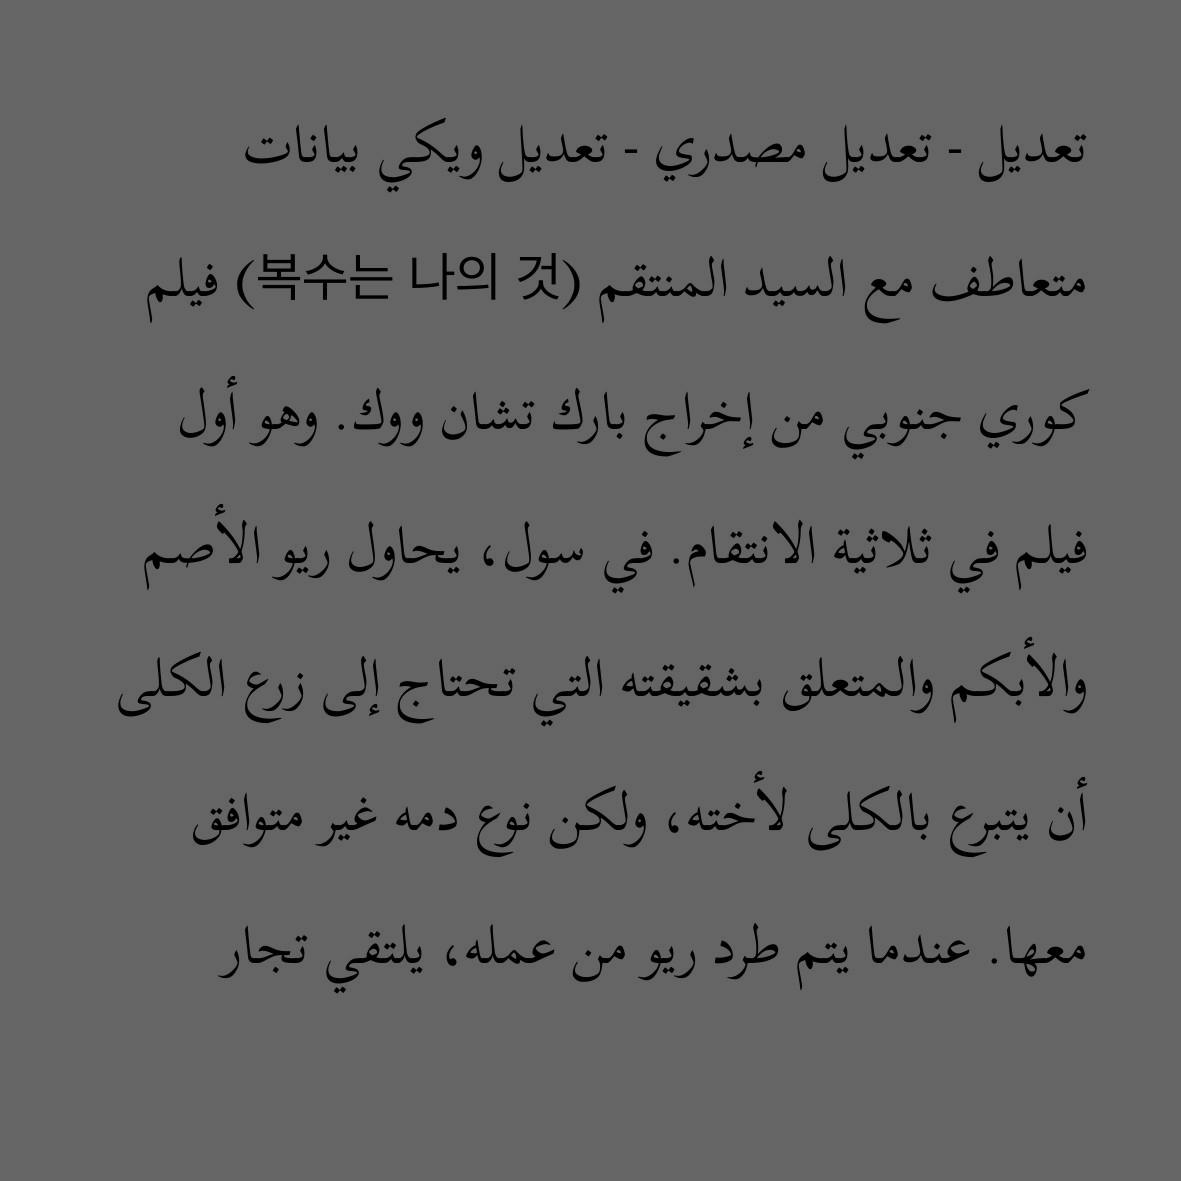 تعديل - تعديل مصدري - تعديل ويكي بيانات
متعاطف مع السيد المنتقم (복수는 나의 것) فيلم
كوري جنوبي من إخراج بارك تشان ووك. وهو أول
فيلم في ثلاثية الانتقام. في سول، يحاول ريو الأصم
والأبكم والمتعلق بشقيقته التي تحتاج إلى زرع الكلى
أن يتبرع بالكلى لأخته، ولكن نوع دمه غير متوافق
معها. عندما يتم طرد ريو من عمله، يلتقي تجار